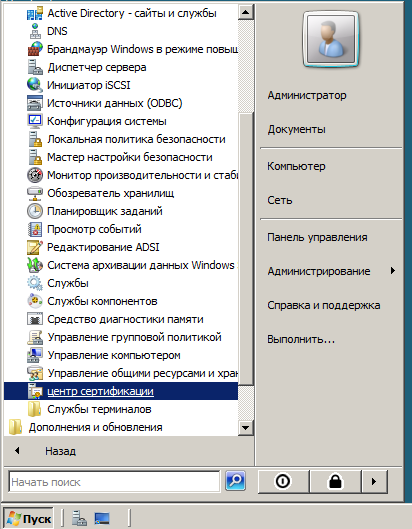 Active Directory - сайты и службы
DNS
Брандмауэр Windows в режиме повыш
Диспетчер сервера
Инициатор iSCSI
Источники данных (ODBC)
Конфигурация системы
Локальная политика безопасности
Мастер настройки безопасности
Монитор производительности и стаби
Обозреватель хранилищ
Планировщик заданий
Просмотр событий
Редактирование ADSI
Система архивации данных Windows
Службы
Службы компонентов
Средство диагностики памяти
Управление групповой политикой
Управление компьютером
Управление общими ресурсами и хран
центр сертификации
Службы терминалов
Дополнения и обновления
Назад
Начать поиск
Администратор
Документы
Компьютер
Сеть
Панель управления
Администрирование
Справка и поддержка
Выполнить...
Пуск